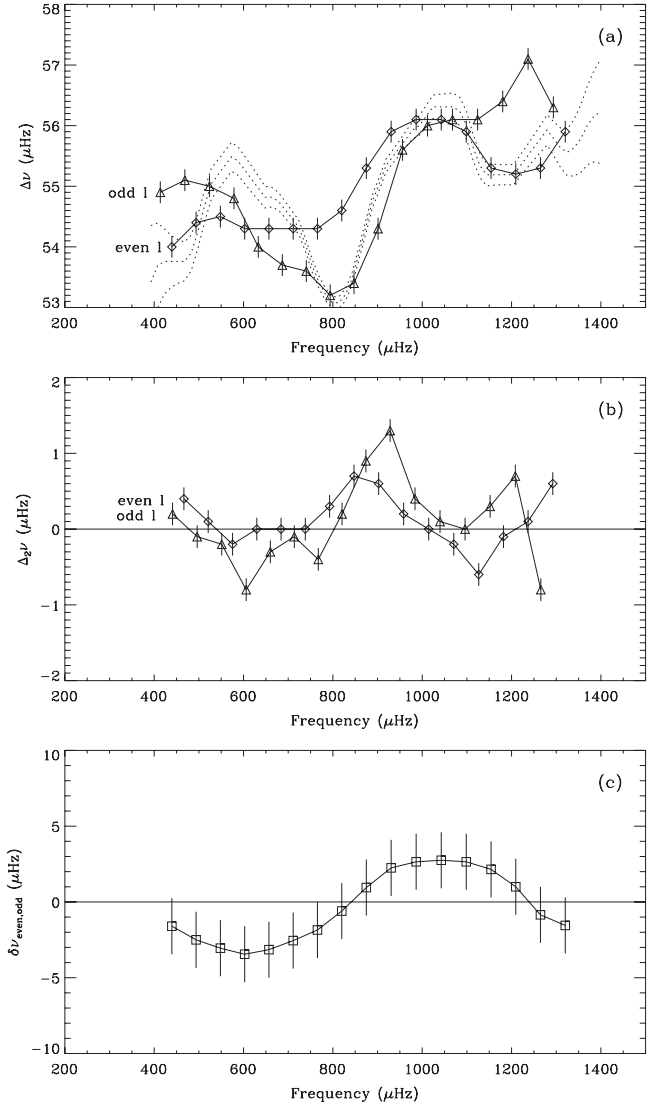 58
57
56
55
54
53
Δν (μHz)
(a)
odd l
even l
200 400 600 800 1000 1200 1400
Frequency (μHz)
2
1
0
−1
−2
Δ₂ν (μHz)
(b)
even l
odd l
200 400 600 800 1000 1200 1400
Frequency (μHz)
10
5
0
−5
−10
δν even,odd (μHz)
(c)
200 400 600 800 1000 1200 1400
Frequency (μHz)